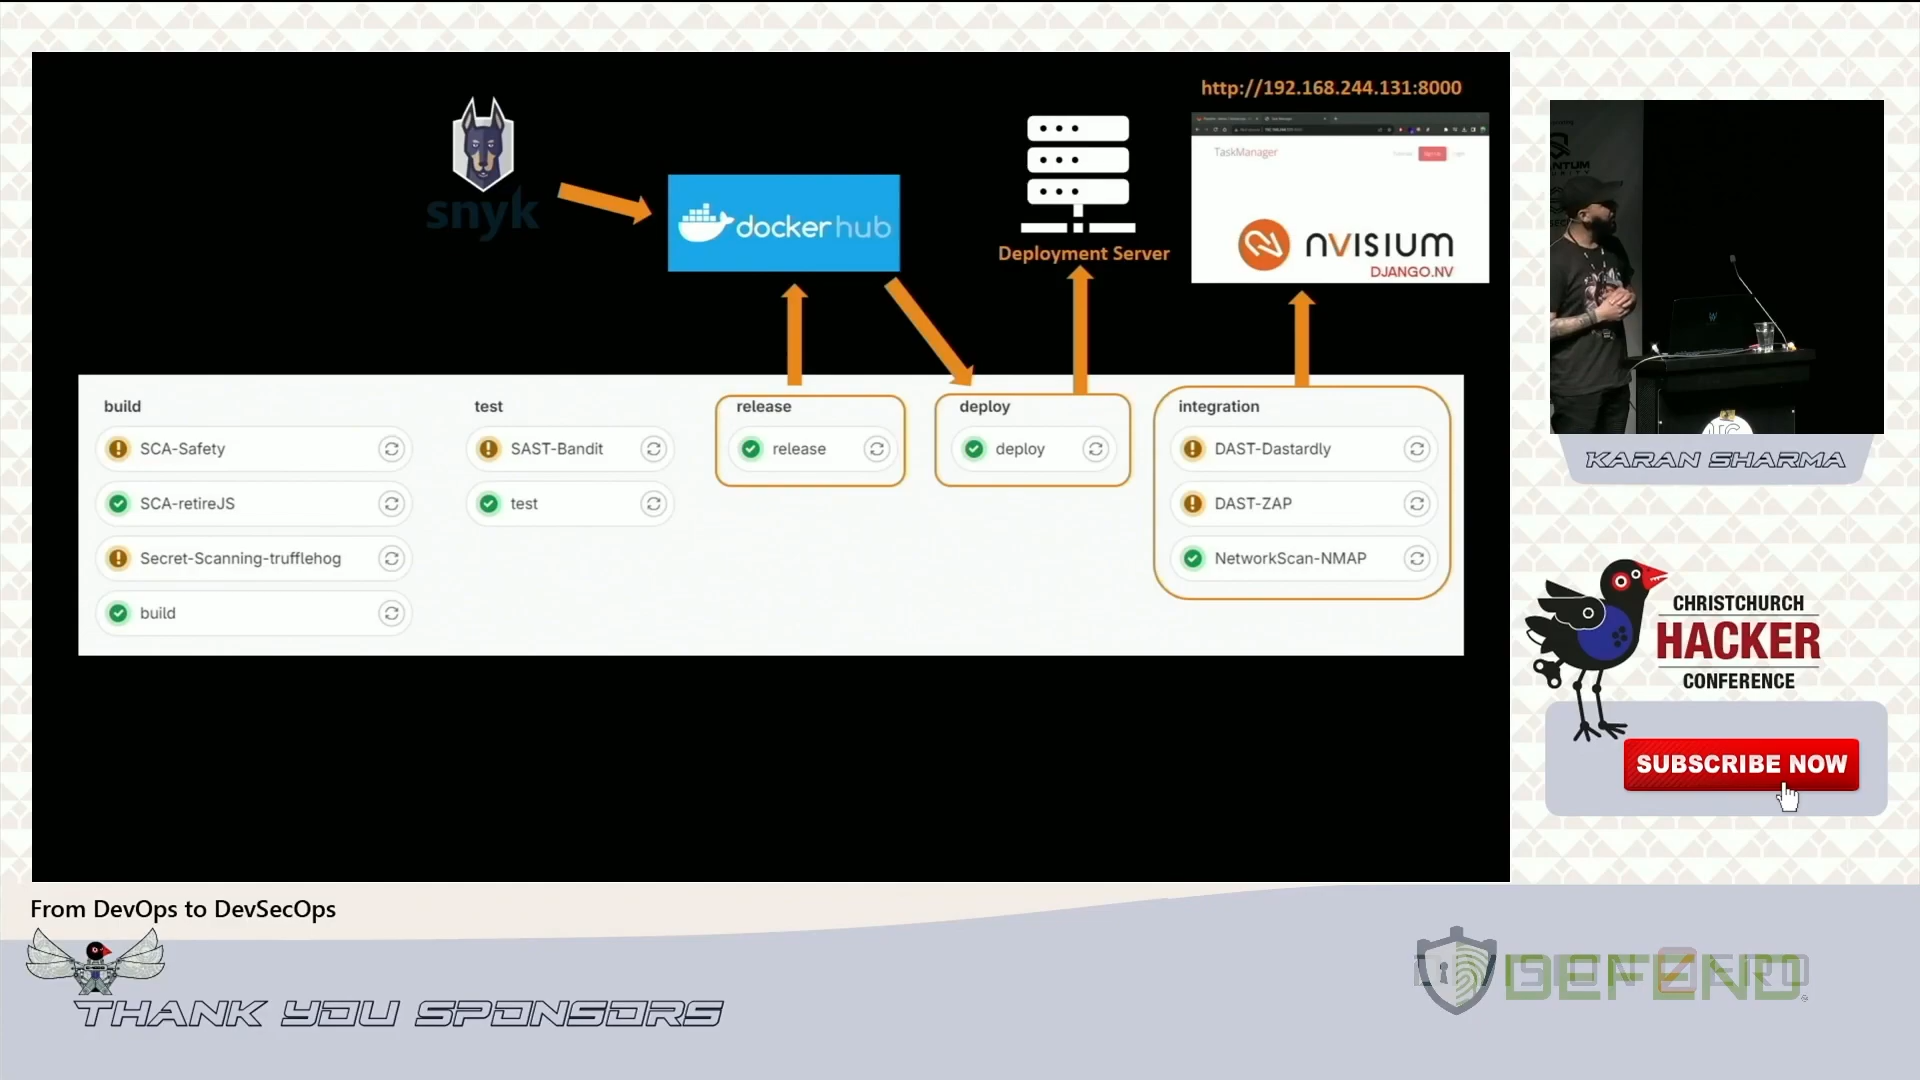 http://192.168.244.131:8000
snyk
docker hub
Deployment Server
TaskManager
nVISIUM
DJANGO.NV
build
SCA-Safety
SCA-retireJS
Secret-Scanning-trufflehog
build
test
SAST-Bandit
test
release
release
deploy
deploy
integration
DAST-Dastardly
DAST-ZAP
NetworkScan-NMAP
KARAN SHARMA
CHRISTCHURCH
HACKER
CONFERENCE
SUBSCRIBE NOW
From DevOps to DevSecOps
THANK YOU SPONSORS
DEFEND